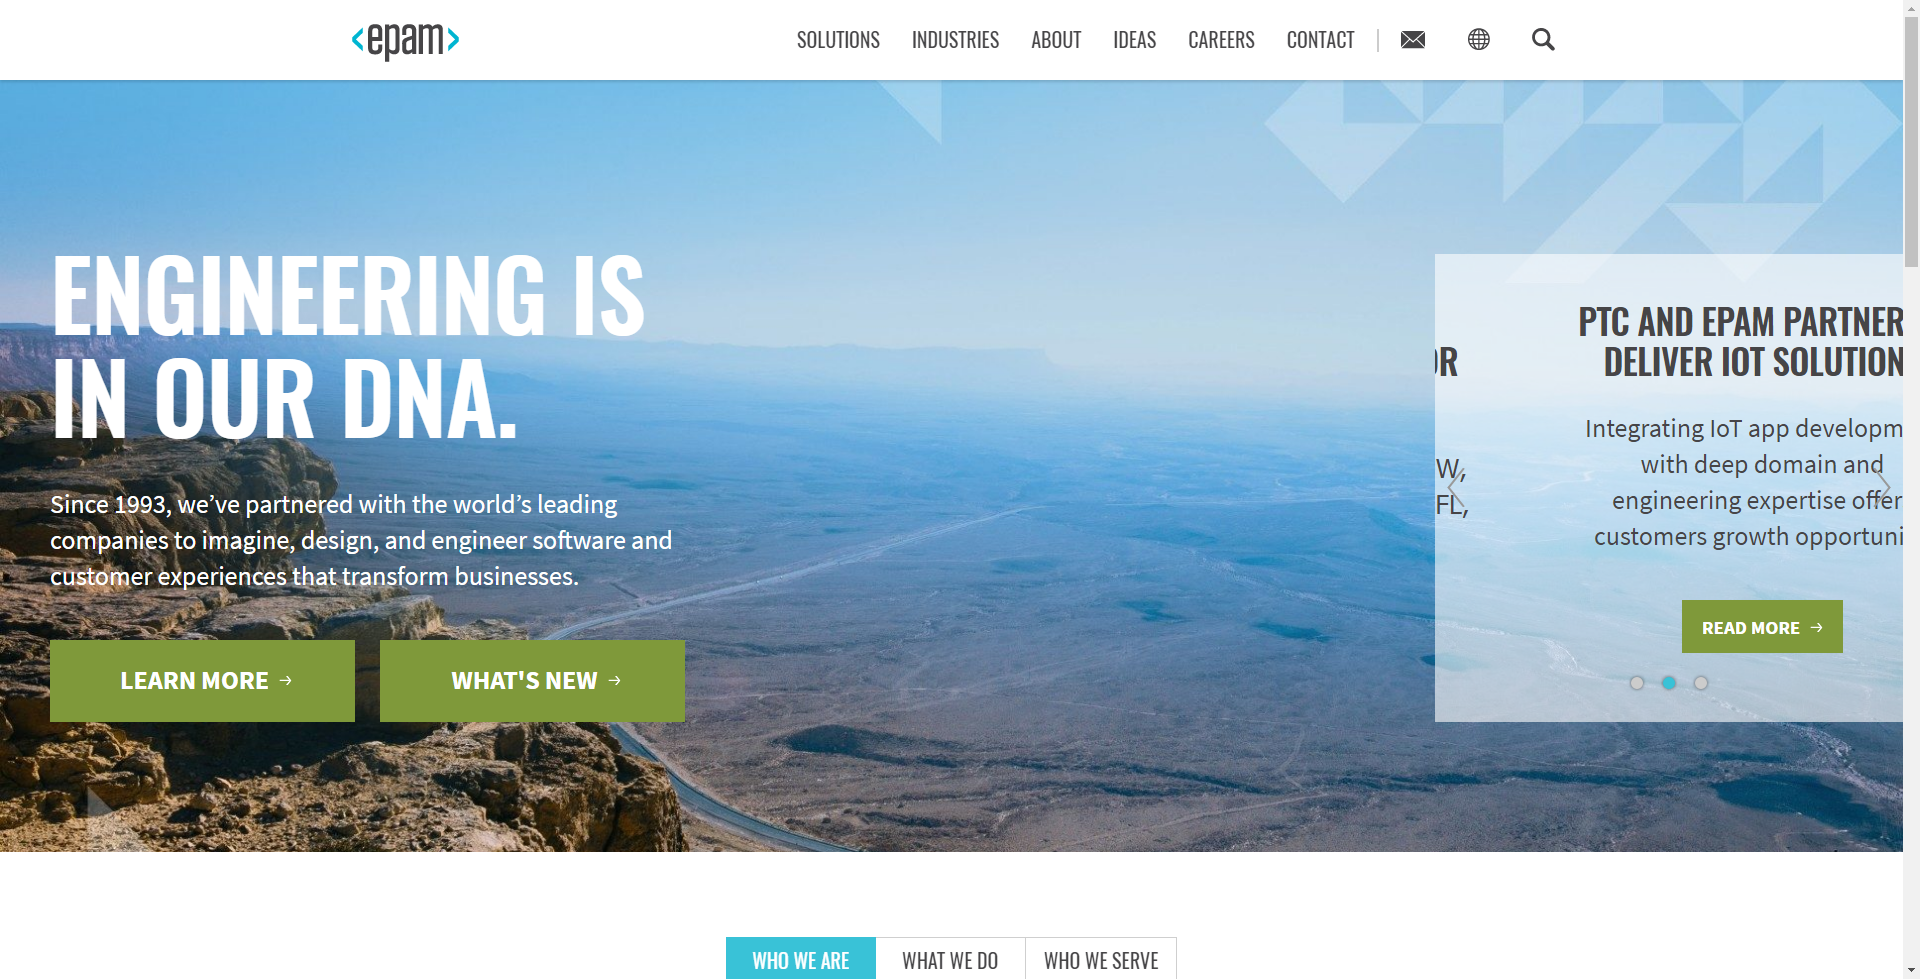 <epam>
SOLUTIONS INDUSTRIES ABOUT IDEAS CAREERS CONTACT
ENGINEERING IS
IN OUR DNA.
Since 1993, we’ve partnered with the world’s leading
companies to imagine, design, and engineer software and
customer experiences that transform businesses.
LEARN MORE →
WHAT'S NEW →
OR
W,
FL,
PTC AND EPAM PARTNER
DELIVER IOT SOLUTION
Integrating IoT app developm
with deep domain and
engineering expertise offer
customers growth opportuni
READ MORE →
WHO WE ARE WHAT WE DO WHO WE SERVE